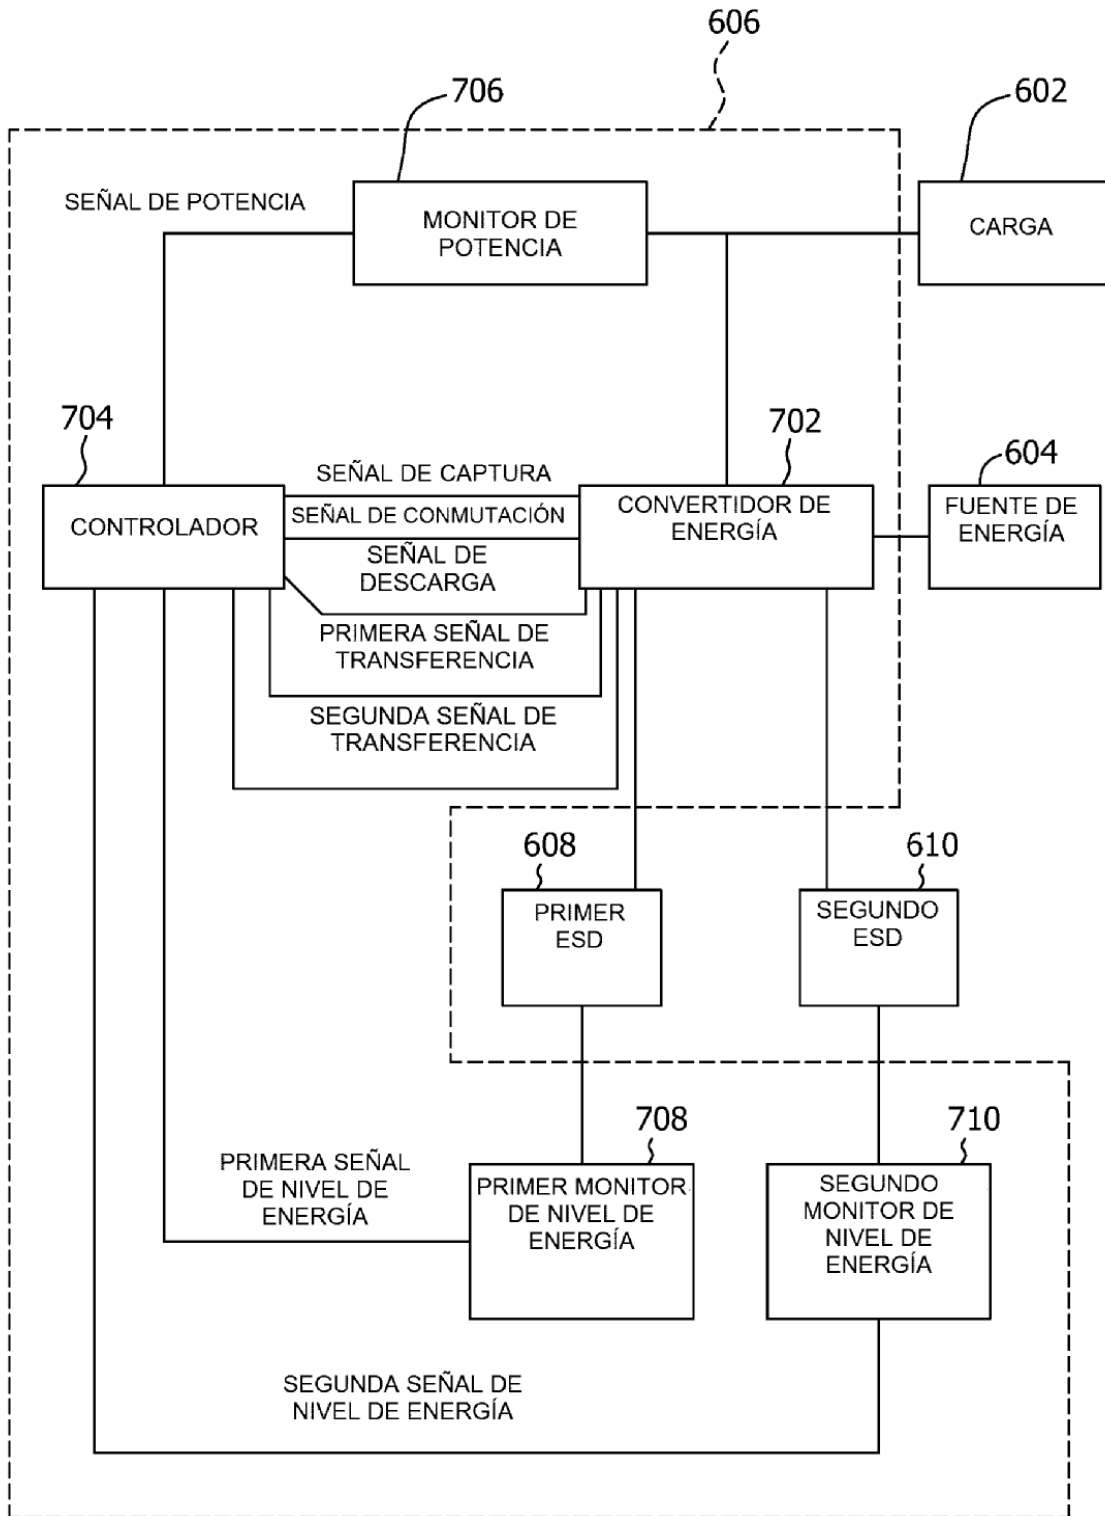 606
706
602
SEÑAL DE POTENCIA
MONITOR DE
POTENCIA
CARGA
704
702
604
SEÑAL DE CAPTURA
SEÑAL DE CONMUTACIÓN
SEÑAL DE
DESCARGA
CONTROLADOR
CONVERTIDOR DE
ENERGÍA
FUENTE DE
ENERGÍA
PRIMERA SEÑAL DE
TRANSFERENCIA
SEGUNDA SEÑAL DE
TRANSFERENCIA
608
610
PRIMER
ESD
SEGUNDO
ESD
708
710
PRIMERA SEÑAL
DE NIVEL DE
ENERGÍA
PRIMER MONITOR
DE NIVEL DE
ENERGÍA
SEGUNDO
MONITOR DE
NIVEL DE
ENERGÍA
SEGUNDA SEÑAL DE
NIVEL DE ENERGÍA